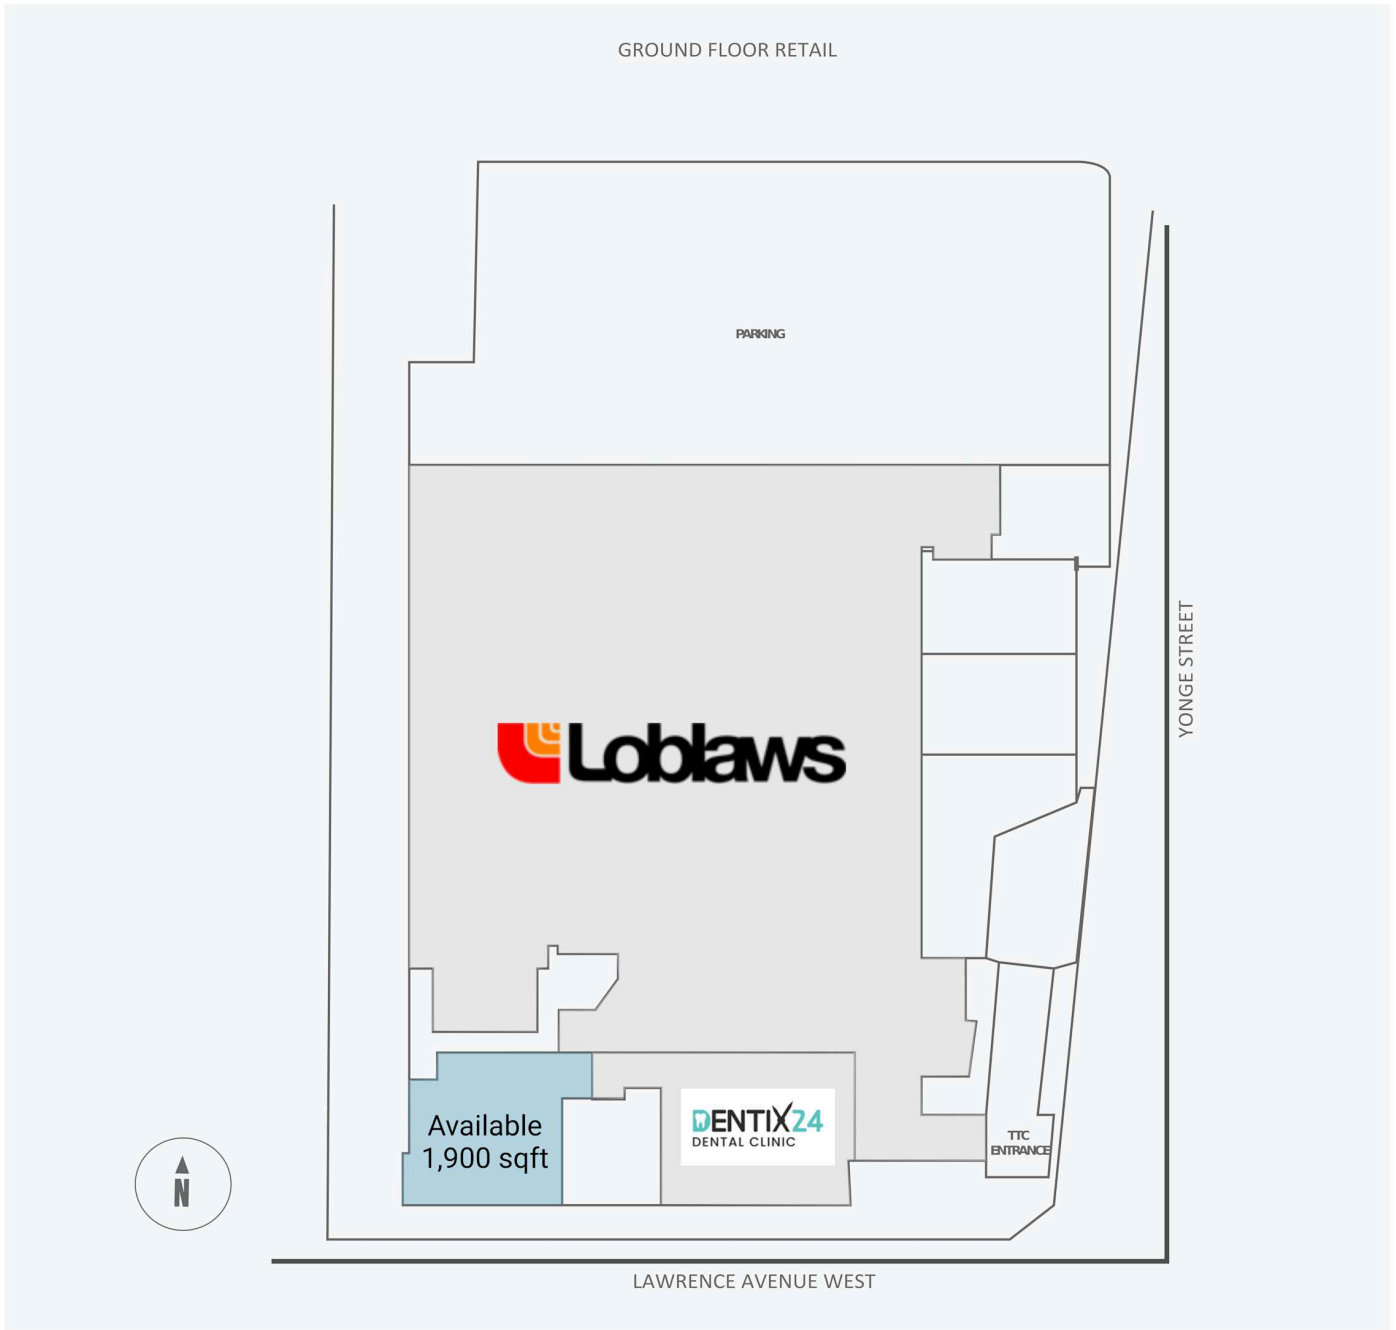 GROUND FLOOR RETAIL
PARKING
YONGE STREET
Loblaws
Available
1,900 sqft
DENTIX24
DENTAL CLINIC
TTC
ENTRANCE
N
LAWRENCE AVENUE WEST